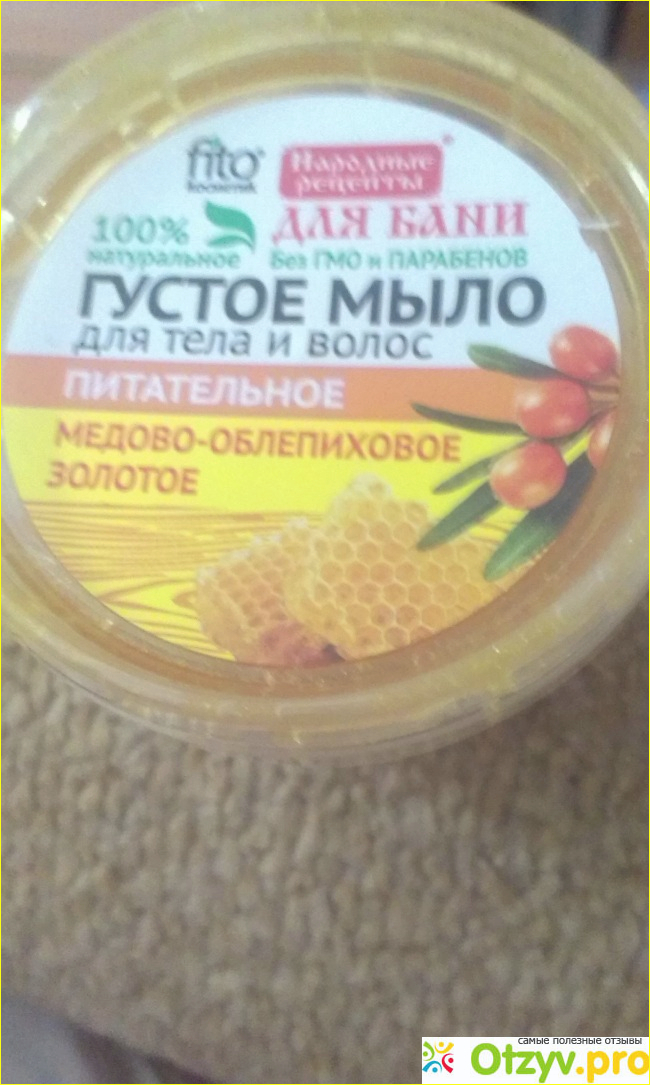 fito®
kosmetik
Народные®
рецепты
100%
натуральное
ДЛЯ БАНИ
Без ГМО и ПАРАБЕНОВ
ГУСТОЕ МЫЛО
для тела и волос
ПИТАТЕЛЬНОЕ
МЕДОВО-ОБЛЕПИХОВОЕ
ЗОЛОТОЕ
самые полезные отзывы
Otzyv.pro